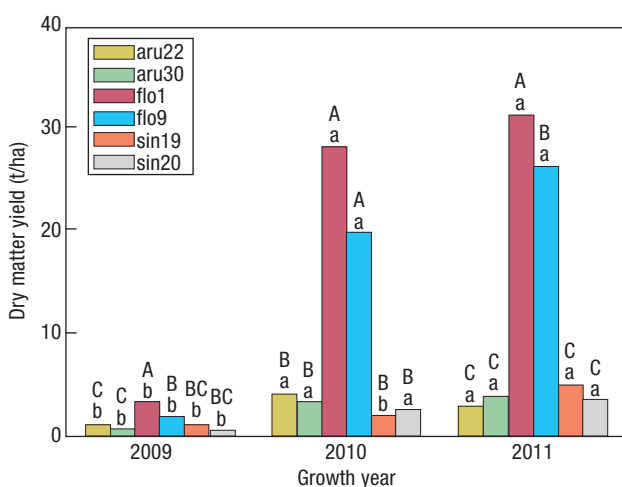 40
30
20
10
0
Dry matter yield (t/ha)
aru22
aru30
flo1
flo9
sin19
sin20
C C A B BC BC
b b b b b b
B B A A B B
a a a a b a
C C A B C C
a a a a a a
2009 2010 2011
Growth year